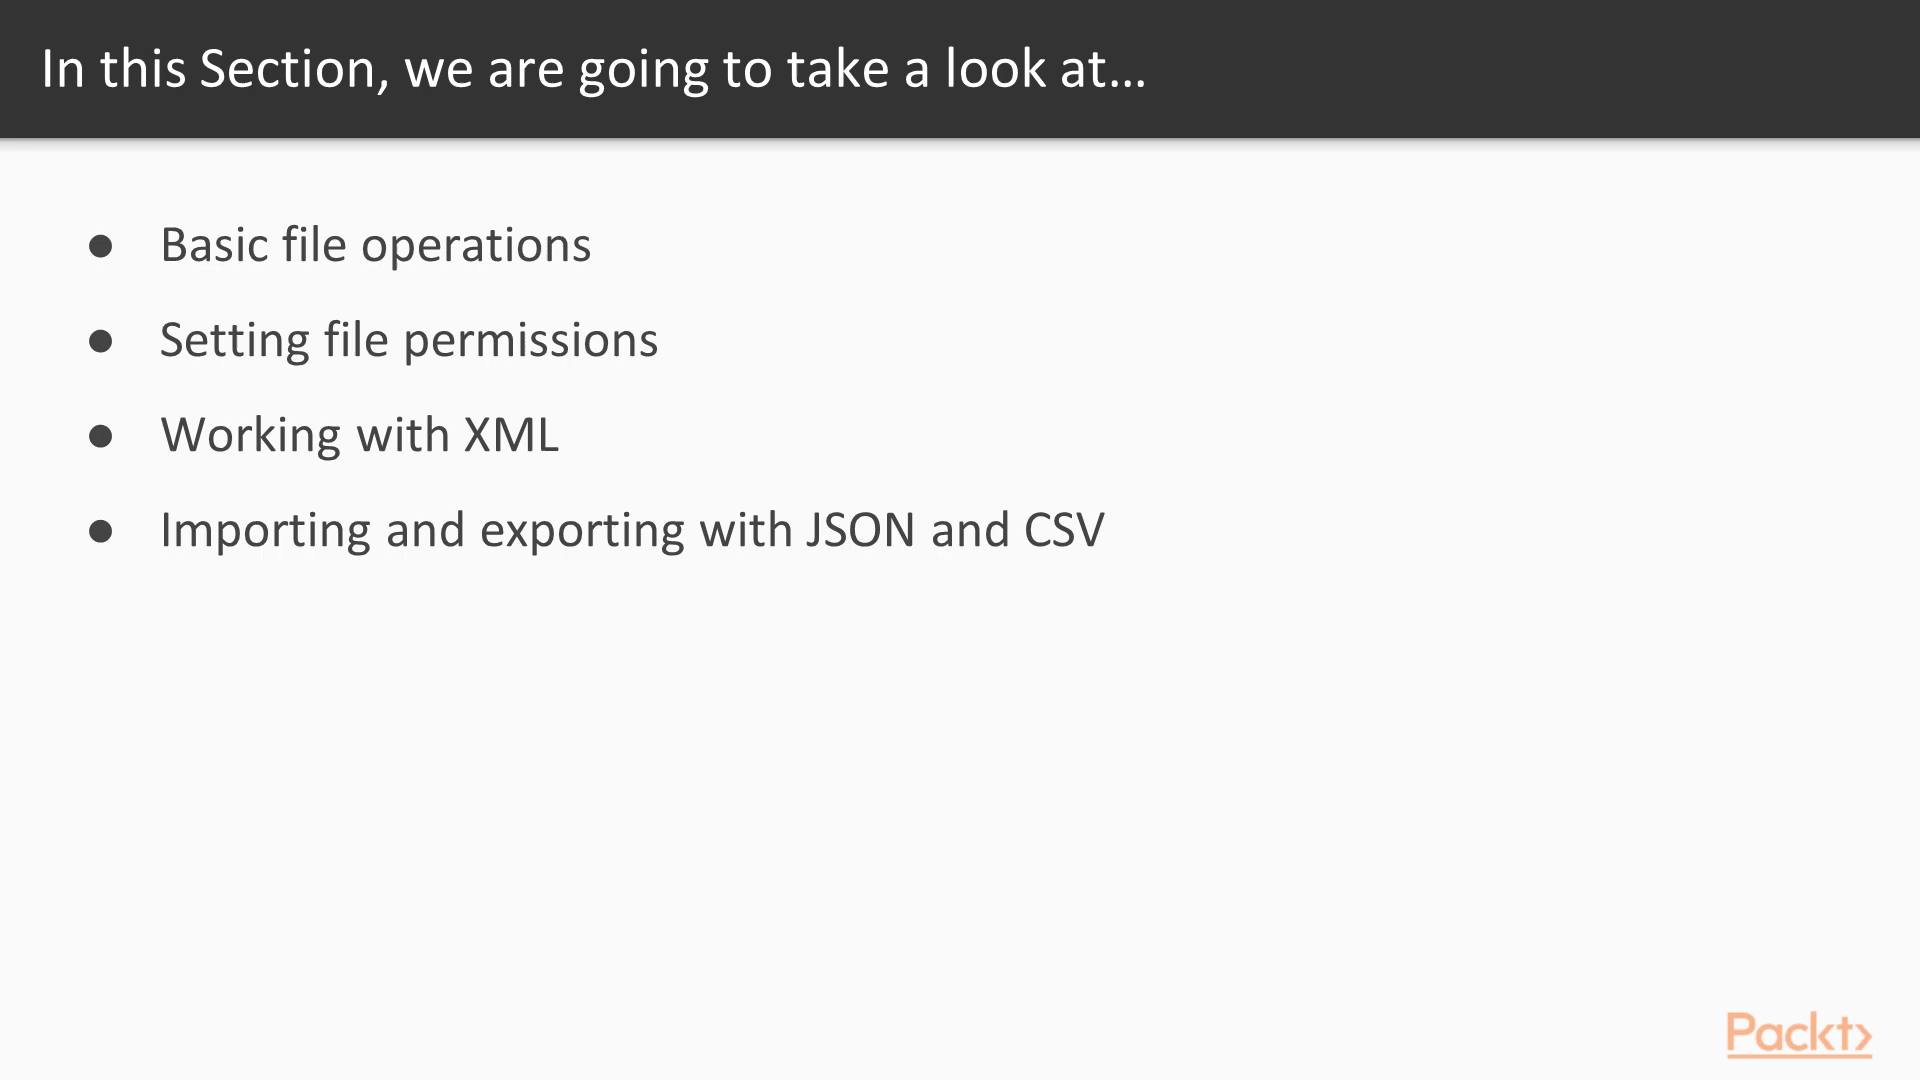 In this Section, we are going to take a look at...
● Basic file operations
● Setting file permissions
● Working with XML
● Importing and exporting with JSON and CSV
Packt>